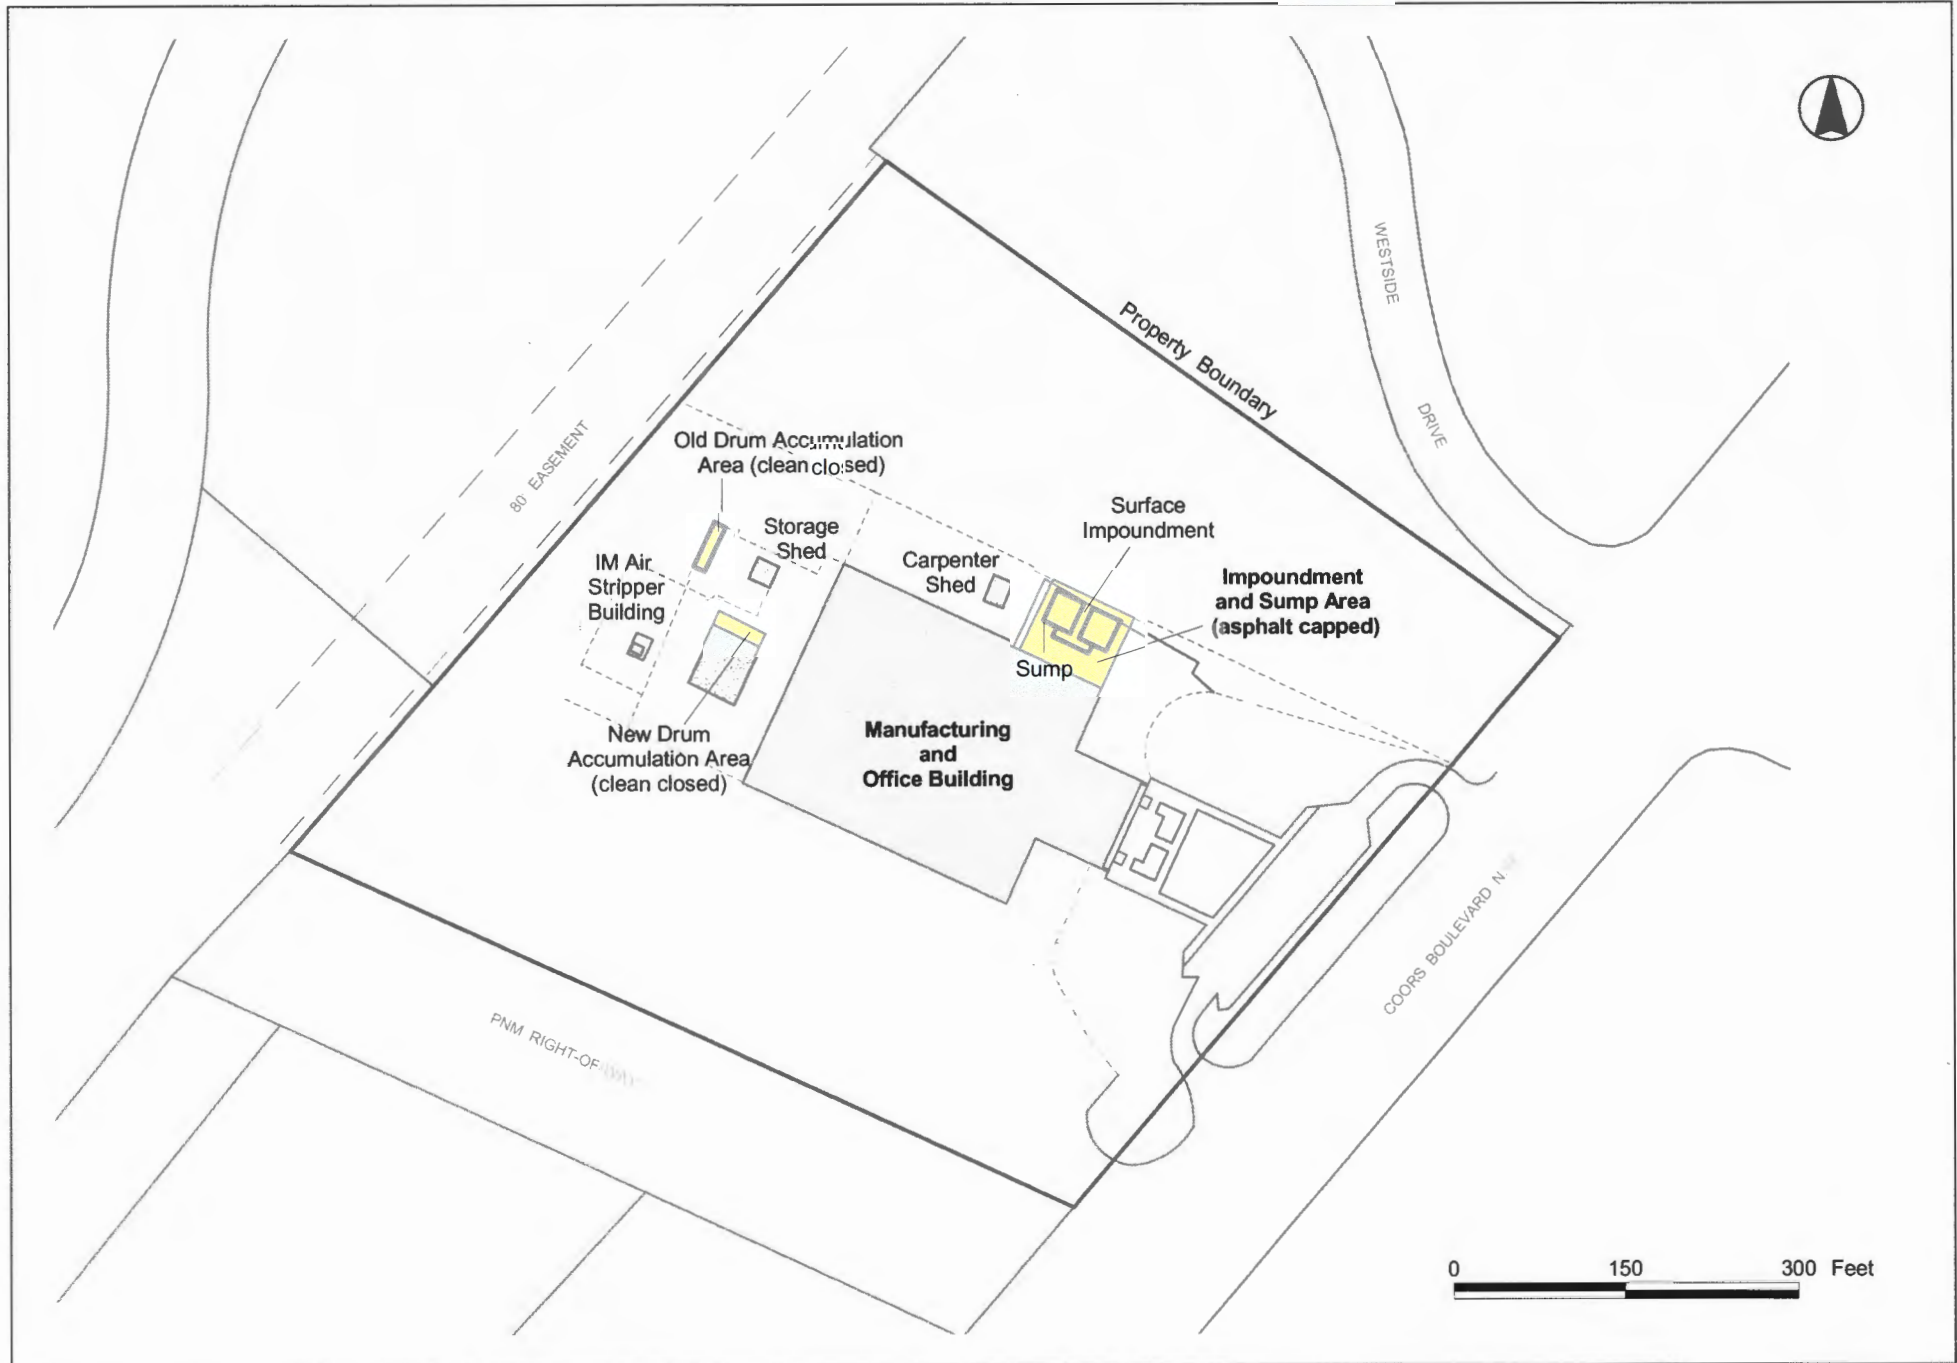 WESTSIDE
DRIVE
Property Boundary
80' EASEMENT
Old Drum Accumulation
Area (clean closed)
Storage
Shed
IM Air
Stripper
Building
Carpenter
Shed
Surface
Impoundment
Impoundment
and Sump Area
(asphalt capped)
Sump
New Drum
Accumulation Area
(clean closed)
Manufacturing
and
Office Building
COORS BOULEVARD N
PNM RIGHT-OF
0 150 300 Feet